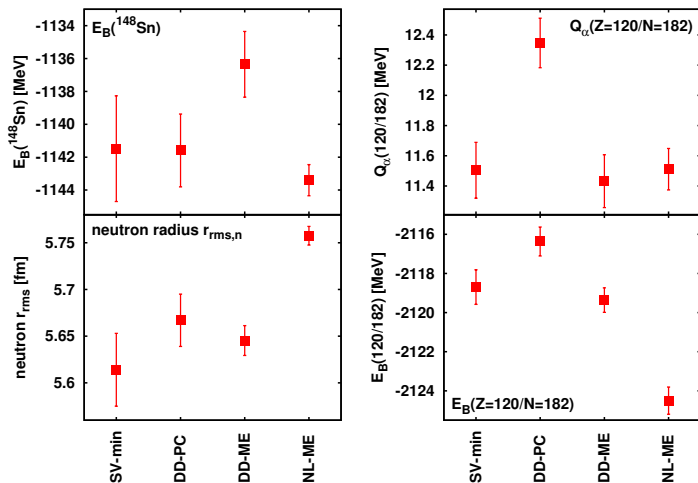 E_B(^148Sn)
E_B(^148Sn) [MeV]
-1134
-1136
-1138
-1140
-1142
-1144
neutron radius r_rms,n
neutron r_rms [fm]
5.75
5.7
5.65
5.6
SV-min
DD-PC
DD-ME
NL-ME
Q_α(Z=120/N=182)
Q_α(120/182)
12.4
12.2
12
11.8
11.6
11.4
E_B(120/182) [MeV]
-2116
-2118
-2120
-2122
-2124
E_B(Z=120/N=182)
SV-min
DD-PC
DD-ME
NL-ME